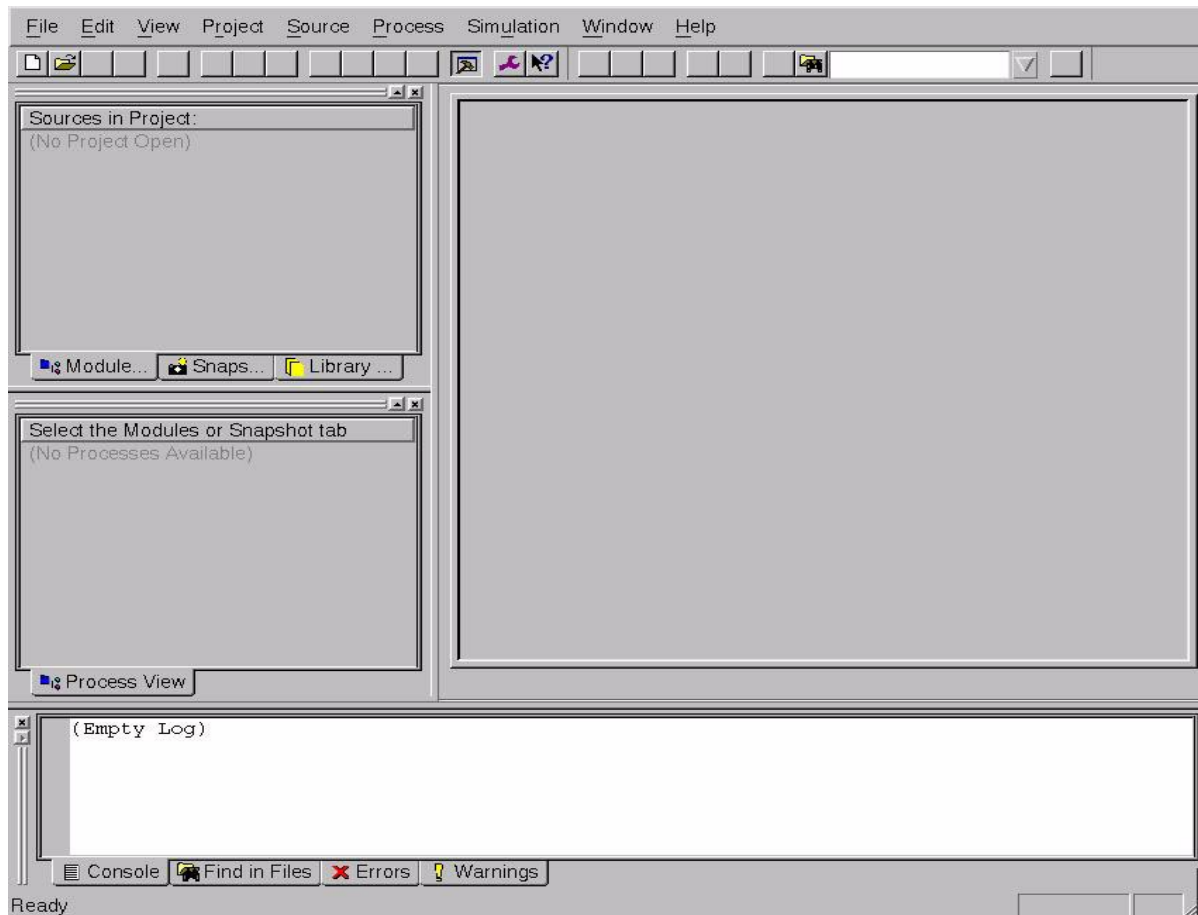 File Edit View Project Source Process Simulation Window Help
Sources in Project:
(No Project Open)
Module... Snaps... Library ...
Select the Modules or Snapshot tab
(No Processes Available)
Process View
(Empty Log)
Console Find in Files Errors Warnings
Ready